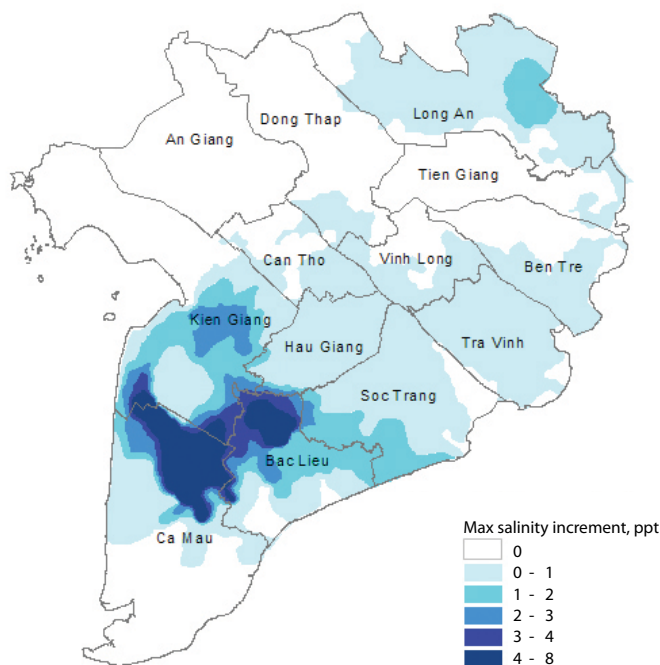 Long An
Dong Thap
An Giang
Tien Giang
Can Tho
Vinh Long
Ben Tre
Kien Giang
Hau Giang
Tra Vinh
Soc Trang
Bac Lieu
Ca Mau
Max salinity increment, ppt
0
0 - 1
1 - 2
2 - 3
3 - 4
4 - 8